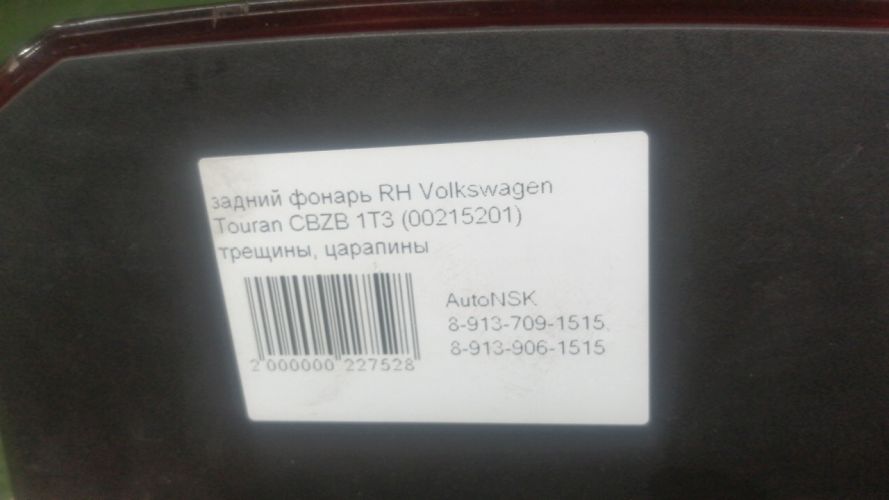 задний фонарь RH Volkswagen
Touran CBZB 1T3 (00215201)
трещины, царапины
AutoNSK
8-913-709-1515,
8-913-906-1515
2 000000 227528